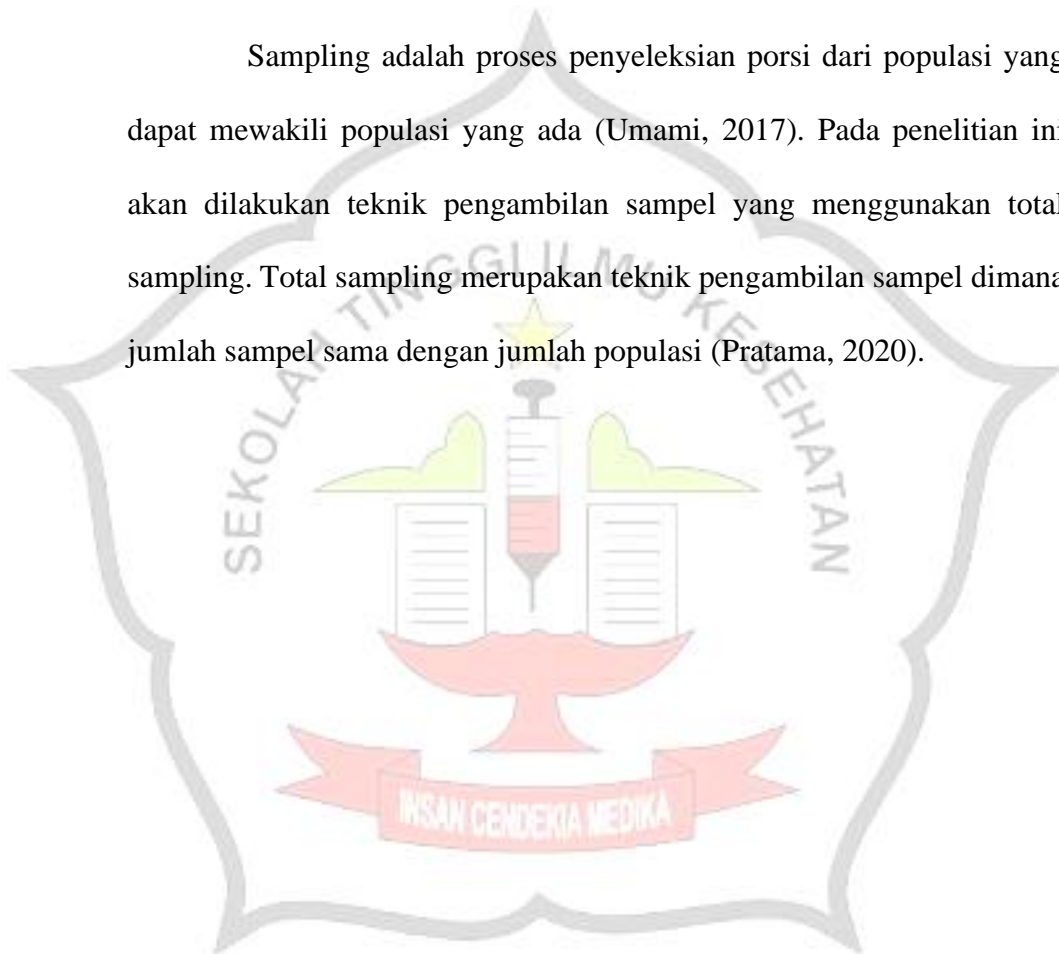 Sampling adalah proses penyeleksian porsi dari populasi yang
dapat mewakili populasi yang ada (Umami, 2017). Pada penelitian ini
akan dilakukan teknik pengambilan sampel yang menggunakan total
sampling. Total sampling merupakan teknik pengambilan sampel dimana
jumlah sampel sama dengan jumlah populasi (Pratama, 2020).
SEKOLAH TINGGI ILMU KESEHATAN
INSAN CENDEKIA MEDIKA